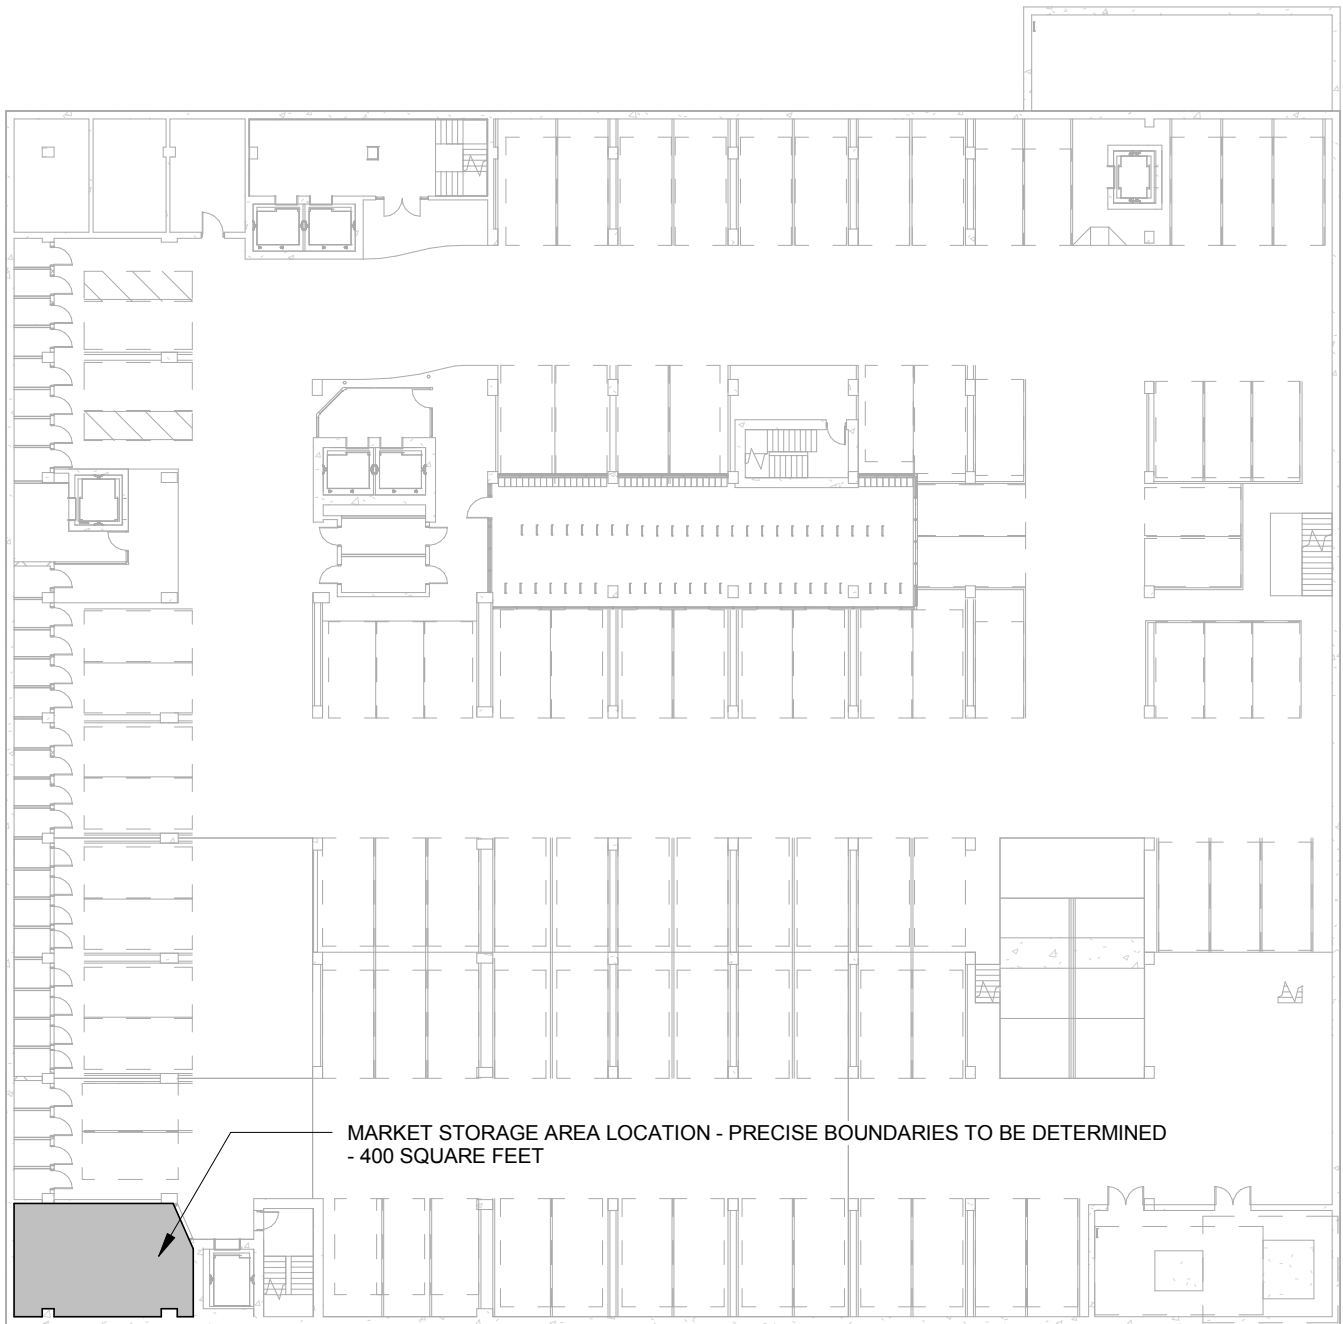 MARKET STORAGE AREA LOCATION - PRECISE BOUNDARIES TO BE DETERMINED
- 400 SQUARE FEET